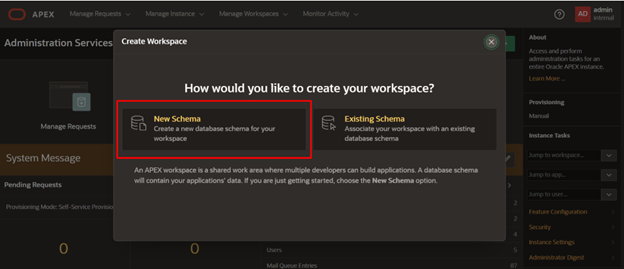 APEX
Manage Requests
Manage Instance
Manage Workspaces
Monitor Activity
AD
admin
internal
Administration Services
Create Workspace
How would you like to create your workspace?
New Schema
Create a new database schema for your
workspace
Existing Schema
Associate your workspace with an existing
database schema
An APEX workspace is a shared work area where multiple developers can build applications. A database
schema will contain your applications' data. If you are just getting started, choose the New Schema option.
Manage Requests
System Message
Pending Requests
Provisioning Mode: Self-Service Provisio
0
0
2
2
4
Users
5
Mail Queue Entries
87
About
Access and perform
administration tasks for an
entire Oracle APEX instance.
Learn More ...
Provisioning
Manual
Instance Tasks
Jump to workspace...
Jump to app...
Jump to user...
Feature Configuration
Security
Instance Settings
Administrator Digest